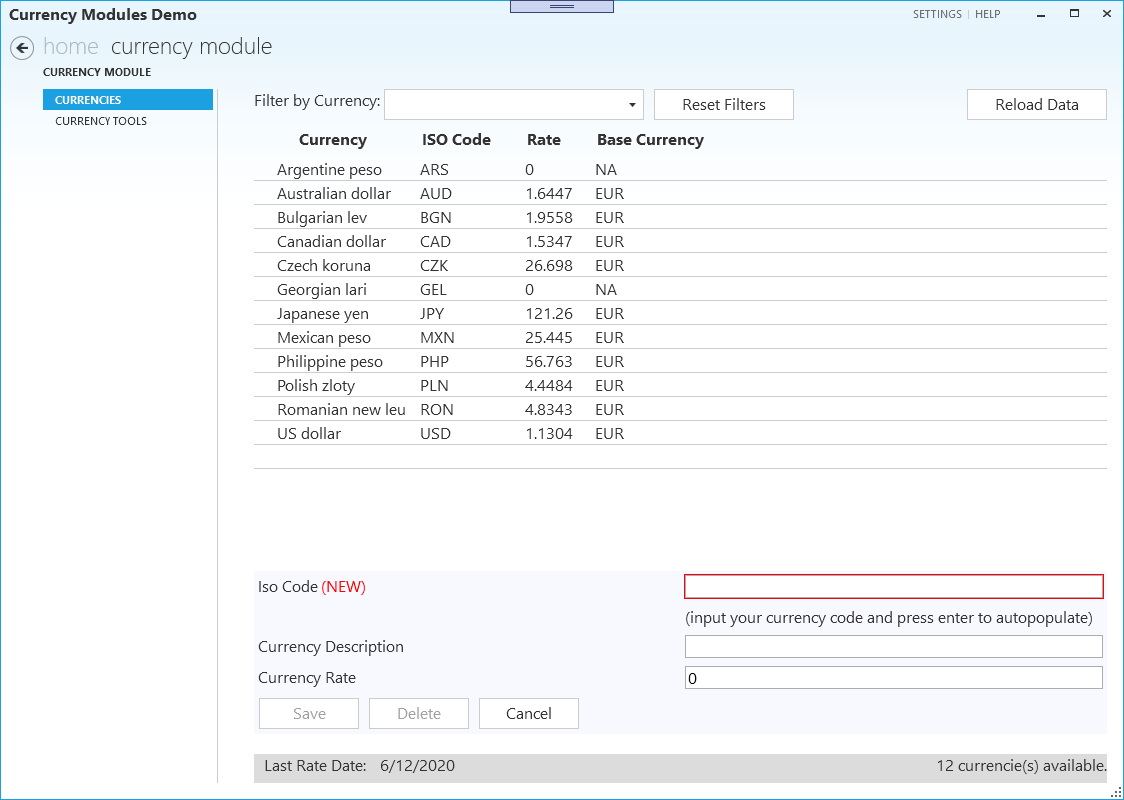 Currency Modules Demo
SETTINGS | HELP
home currency module
CURRENCY MODULE
CURRENCIES
CURRENCY TOOLS
Filter by Currency: Reset Filters Reload Data
Currency ISO Code Rate Base Currency
Argentine peso ARS 0 NA
Australian dollar AUD 1.6447 EUR
Bulgarian lev BGN 1.9558 EUR
Canadian dollar CAD 1.5347 EUR
Czech koruna CZK 26.698 EUR
Georgian lari GEL 0 NA
Japanese yen JPY 121.26 EUR
Mexican peso MXN 25.445 EUR
Philippine peso PHP 56.763 EUR
Polish zloty PLN 4.4484 EUR
Romanian new leu RON 4.8343 EUR
US dollar USD 1.1304 EUR
Iso Code (NEW)
(input your currency code and press enter to autopopulate)
Currency Description
Currency Rate 0
Save Delete Cancel
Last Rate Date: 6/12/2020 12 currencie(s) available.